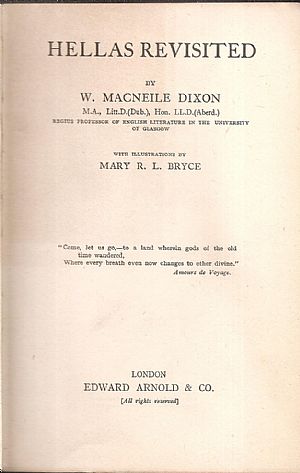 HELLAS REVISITED
BY
W. MACNEILE DIXON
M.A., Litt.D.(Dub.), Hon. LL.D.(Aberd.)
REGIUS PROFESSOR OF ENGLISH LITERATURE IN THE UNIVERSITY
OF GLASGOW
WITH ILLUSTRATIONS BY
MARY R. L. BRYCE
"Come, let us go,—to a land wherein gods of the old
time wandered,
Where every breath even now changes to ether divine."
Amours de Voyage.
LONDON
EDWARD ARNOLD & CO.
[All rights reserved]